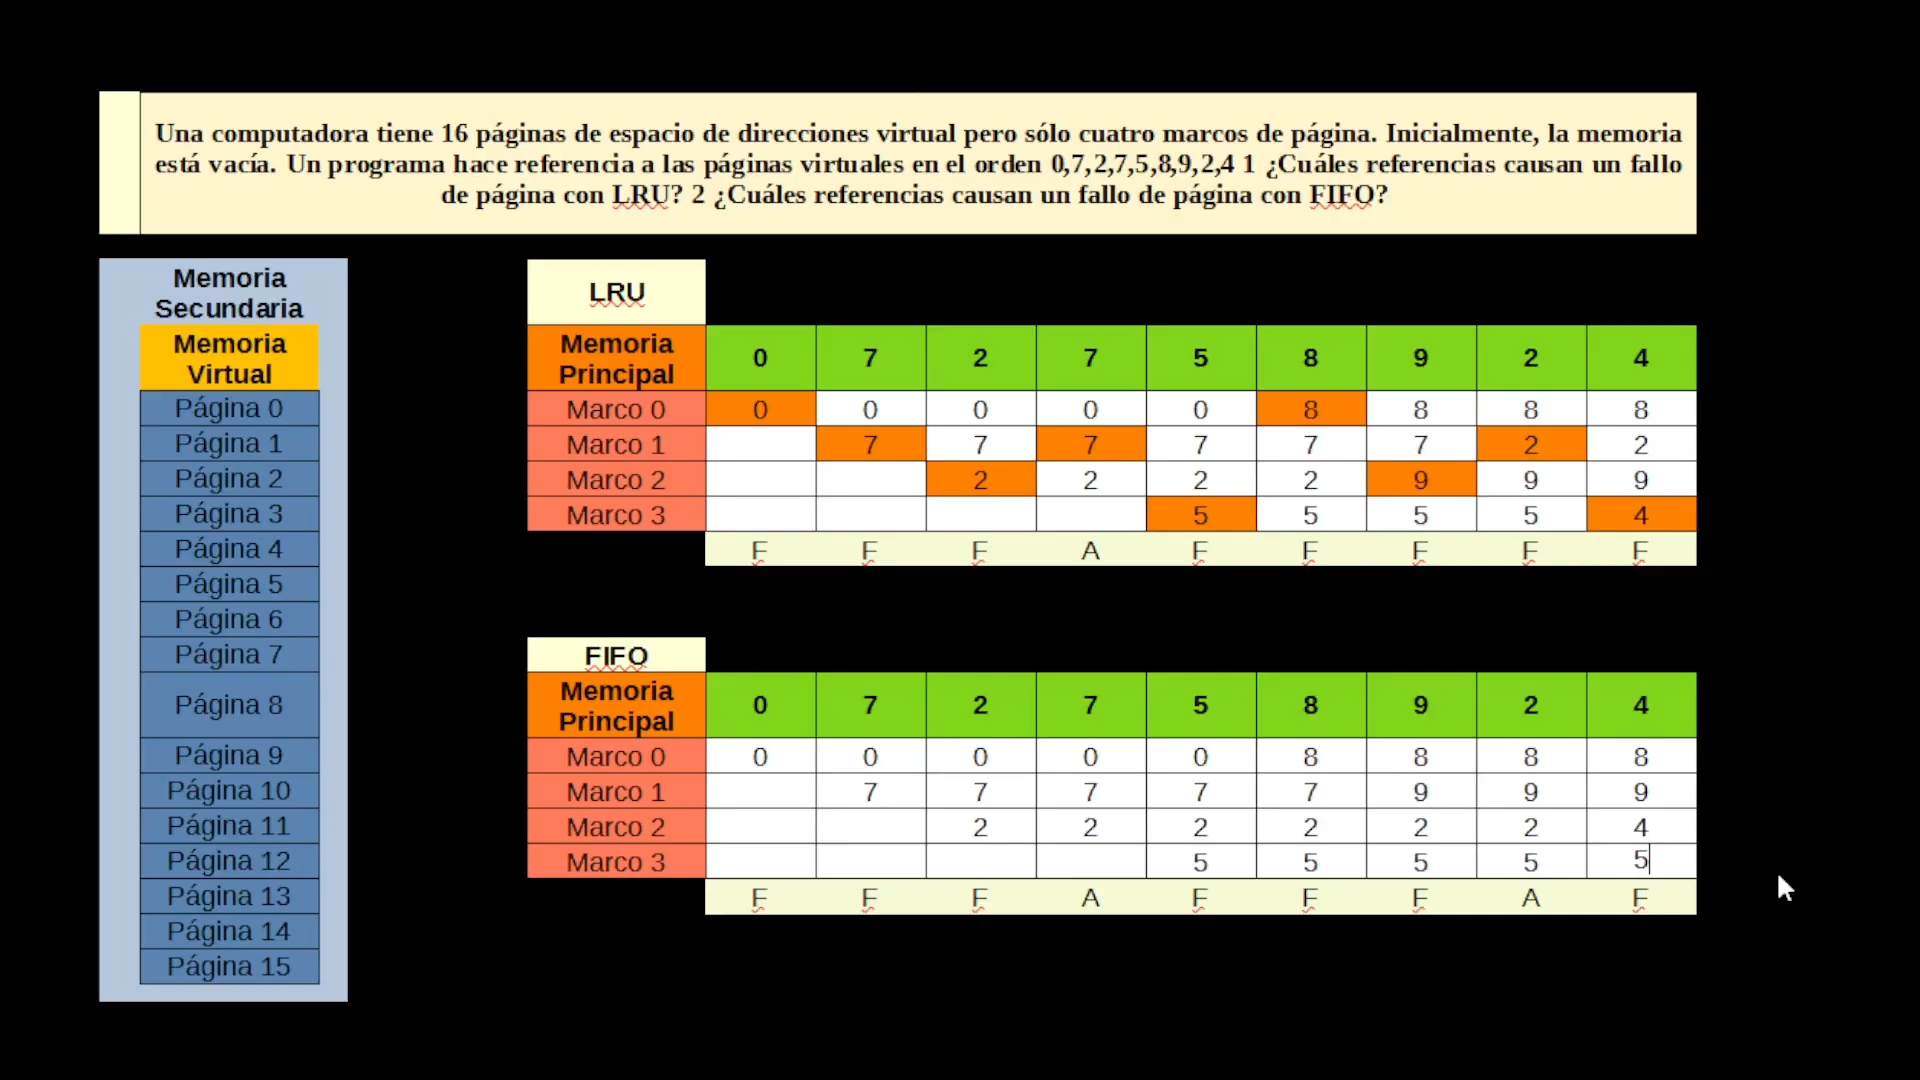 Una computadora tiene 16 páginas de espacio de direcciones virtual pero sólo cuatro marcos de página. Inicialmente, la memoria
está vacía. Un programa hace referencia a las páginas virtuales en el orden 0,7,2,7,5,8,9,2,4 1 ¿Cuáles referencias causan un fallo
de página con LRU? 2 ¿Cuáles referencias causan un fallo de página con FIFO?
Memoria
Secundaria
Memoria
Virtual
Página 0
Página 1
Página 2
Página 3
Página 4
Página 5
Página 6
Página 7
Página 8
Página 9
Página 10
Página 11
Página 12
Página 13
Página 14
Página 15
LRU
Memoria
Principal 0 7 2 7 5 8 9 2 4
Marco 0 0 0 0 0 0 8 8 8 8
Marco 1 7 7 7 7 7 7 2 2
Marco 2 2 2 2 2 9 9 9
Marco 3 5 5 5 5 4
F F F A F F F F F
FIFO
Memoria
Principal 0 7 2 7 5 8 9 2 4
Marco 0 0 0 0 0 0 8 8 8 8
Marco 1 7 7 7 7 7 9 9 9
Marco 2 2 2 2 2 2 2 4
Marco 3 5 5 5 5 5
F F F A F F F A F